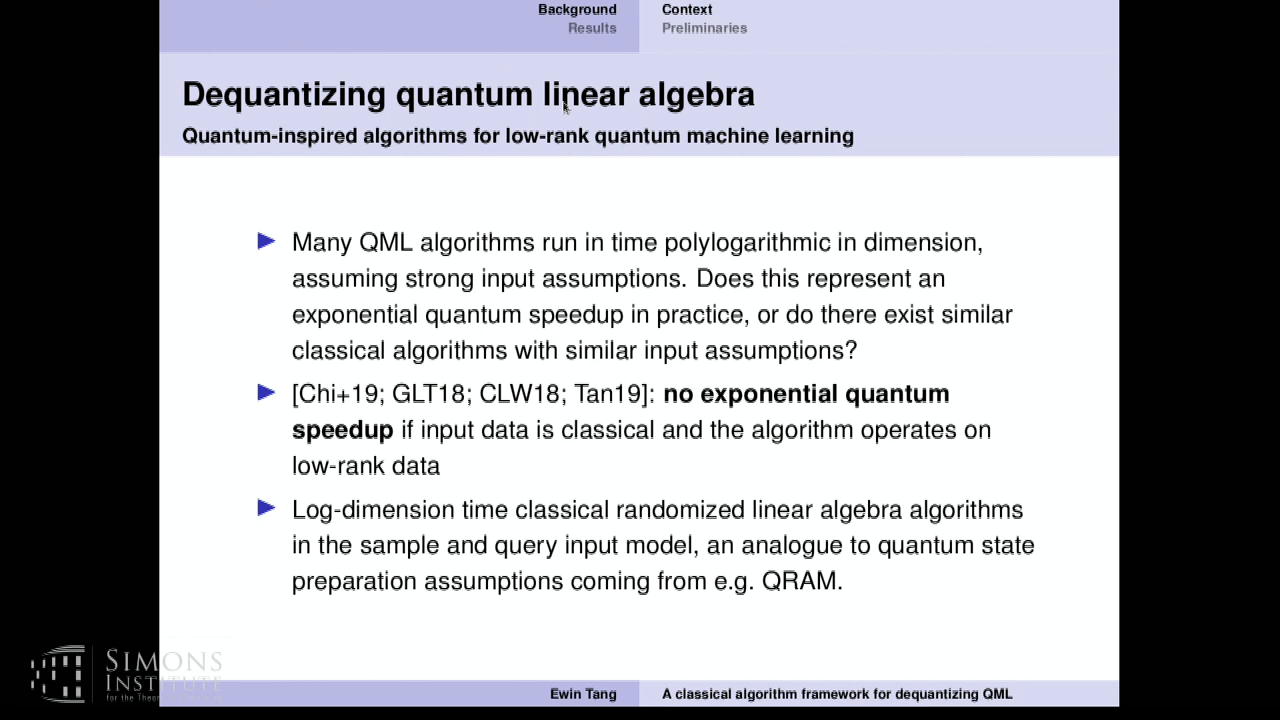 Background
Results
Context
Preliminaries
Dequantizing quantum linear algebra
Quantum-inspired algorithms for low-rank quantum machine learning
Many QML algorithms run in time polylogarithmic in dimension,
assuming strong input assumptions. Does this represent an
exponential quantum speedup in practice, or do there exist similar
classical algorithms with similar input assumptions?
[Chi+19; GLT18; CLW18; Tan19]: no exponential quantum
speedup if input data is classical and the algorithm operates on
low-rank data
Log-dimension time classical randomized linear algebra algorithms
in the sample and query input model, an analogue to quantum state
preparation assumptions coming from e.g. QRAM.
SIMONS
INSTITUTE
for the Theory
Ewin Tang
A classical algorithm framework for dequantizing QML